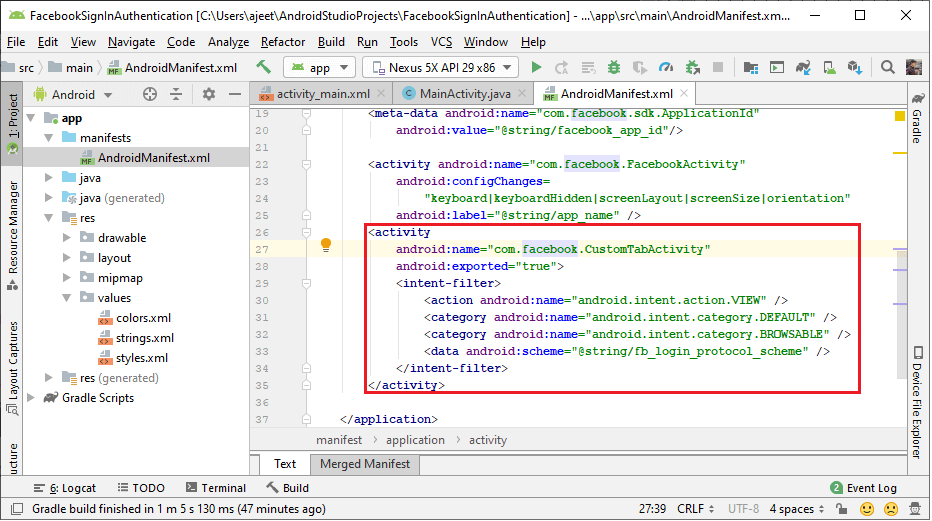 FacebookSignInAuthentication [C:\Users\ajeet\AndroidStudioProjects\FacebookSignInAuthentication] - ...\app\src\main\AndroidManifest.xm...
File Edit View Navigate Code Analyze Refactor Build Run Tools VCS Window Help
src main AndroidManifest.xml app Nexus 5X API 29 x86
Android
activity_main.xml MainActivity.java AndroidManifest.xml
1: Project
Resource Manager
Layout Captures
ucture
app
manifests
AndroidManifest.xml
java
java (generated)
res
drawable
layout
mipmap
values
colors.xml
strings.xml
styles.xml
res (generated)
Gradle Scripts
19 <meta-data android:name="com.facebook.sdk.ApplicationId"
20 android:value="@string/facebook_app_id"/>
21
22 <activity android:name="com.facebook.FacebookActivity"
23 android:configChanges=
24 "keyboard|keyboardHidden|screenLayout|screenSize|orientation"
25 android:label="@string/app_name" />
26 <activity
27 android:name="com.facebook.CustomTabActivity"
28 android:exported="true">
29 <intent-filter>
30 <action android:name="android.intent.action.VIEW" />
31 <category android:name="android.intent.category.DEFAULT" />
32 <category android:name="android.intent.category.BROWSABLE" />
33 <data android:scheme="@string/fb_login_protocol_scheme" />
34 </intent-filter>
35 </activity>
36
37 </application>
manifest application activity
Text Merged Manifest
Gradle
Device File Explorer
6: Logcat TODO Terminal Build 2 Event Log
Gradle build finished in 1 m 5 s 130 ms (47 minutes ago) 27:39 CRLF UTF-8 4 spaces